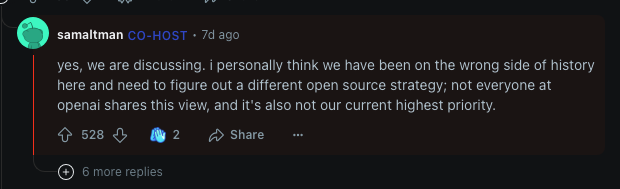 samaltman CO-HOST • 7d ago
yes, we are discussing. i personally think we have been on the wrong side of history
here and need to figure out a different open source strategy; not everyone at
openai shares this view, and it's also not our current highest priority.
528 2 Share ...
6 more replies